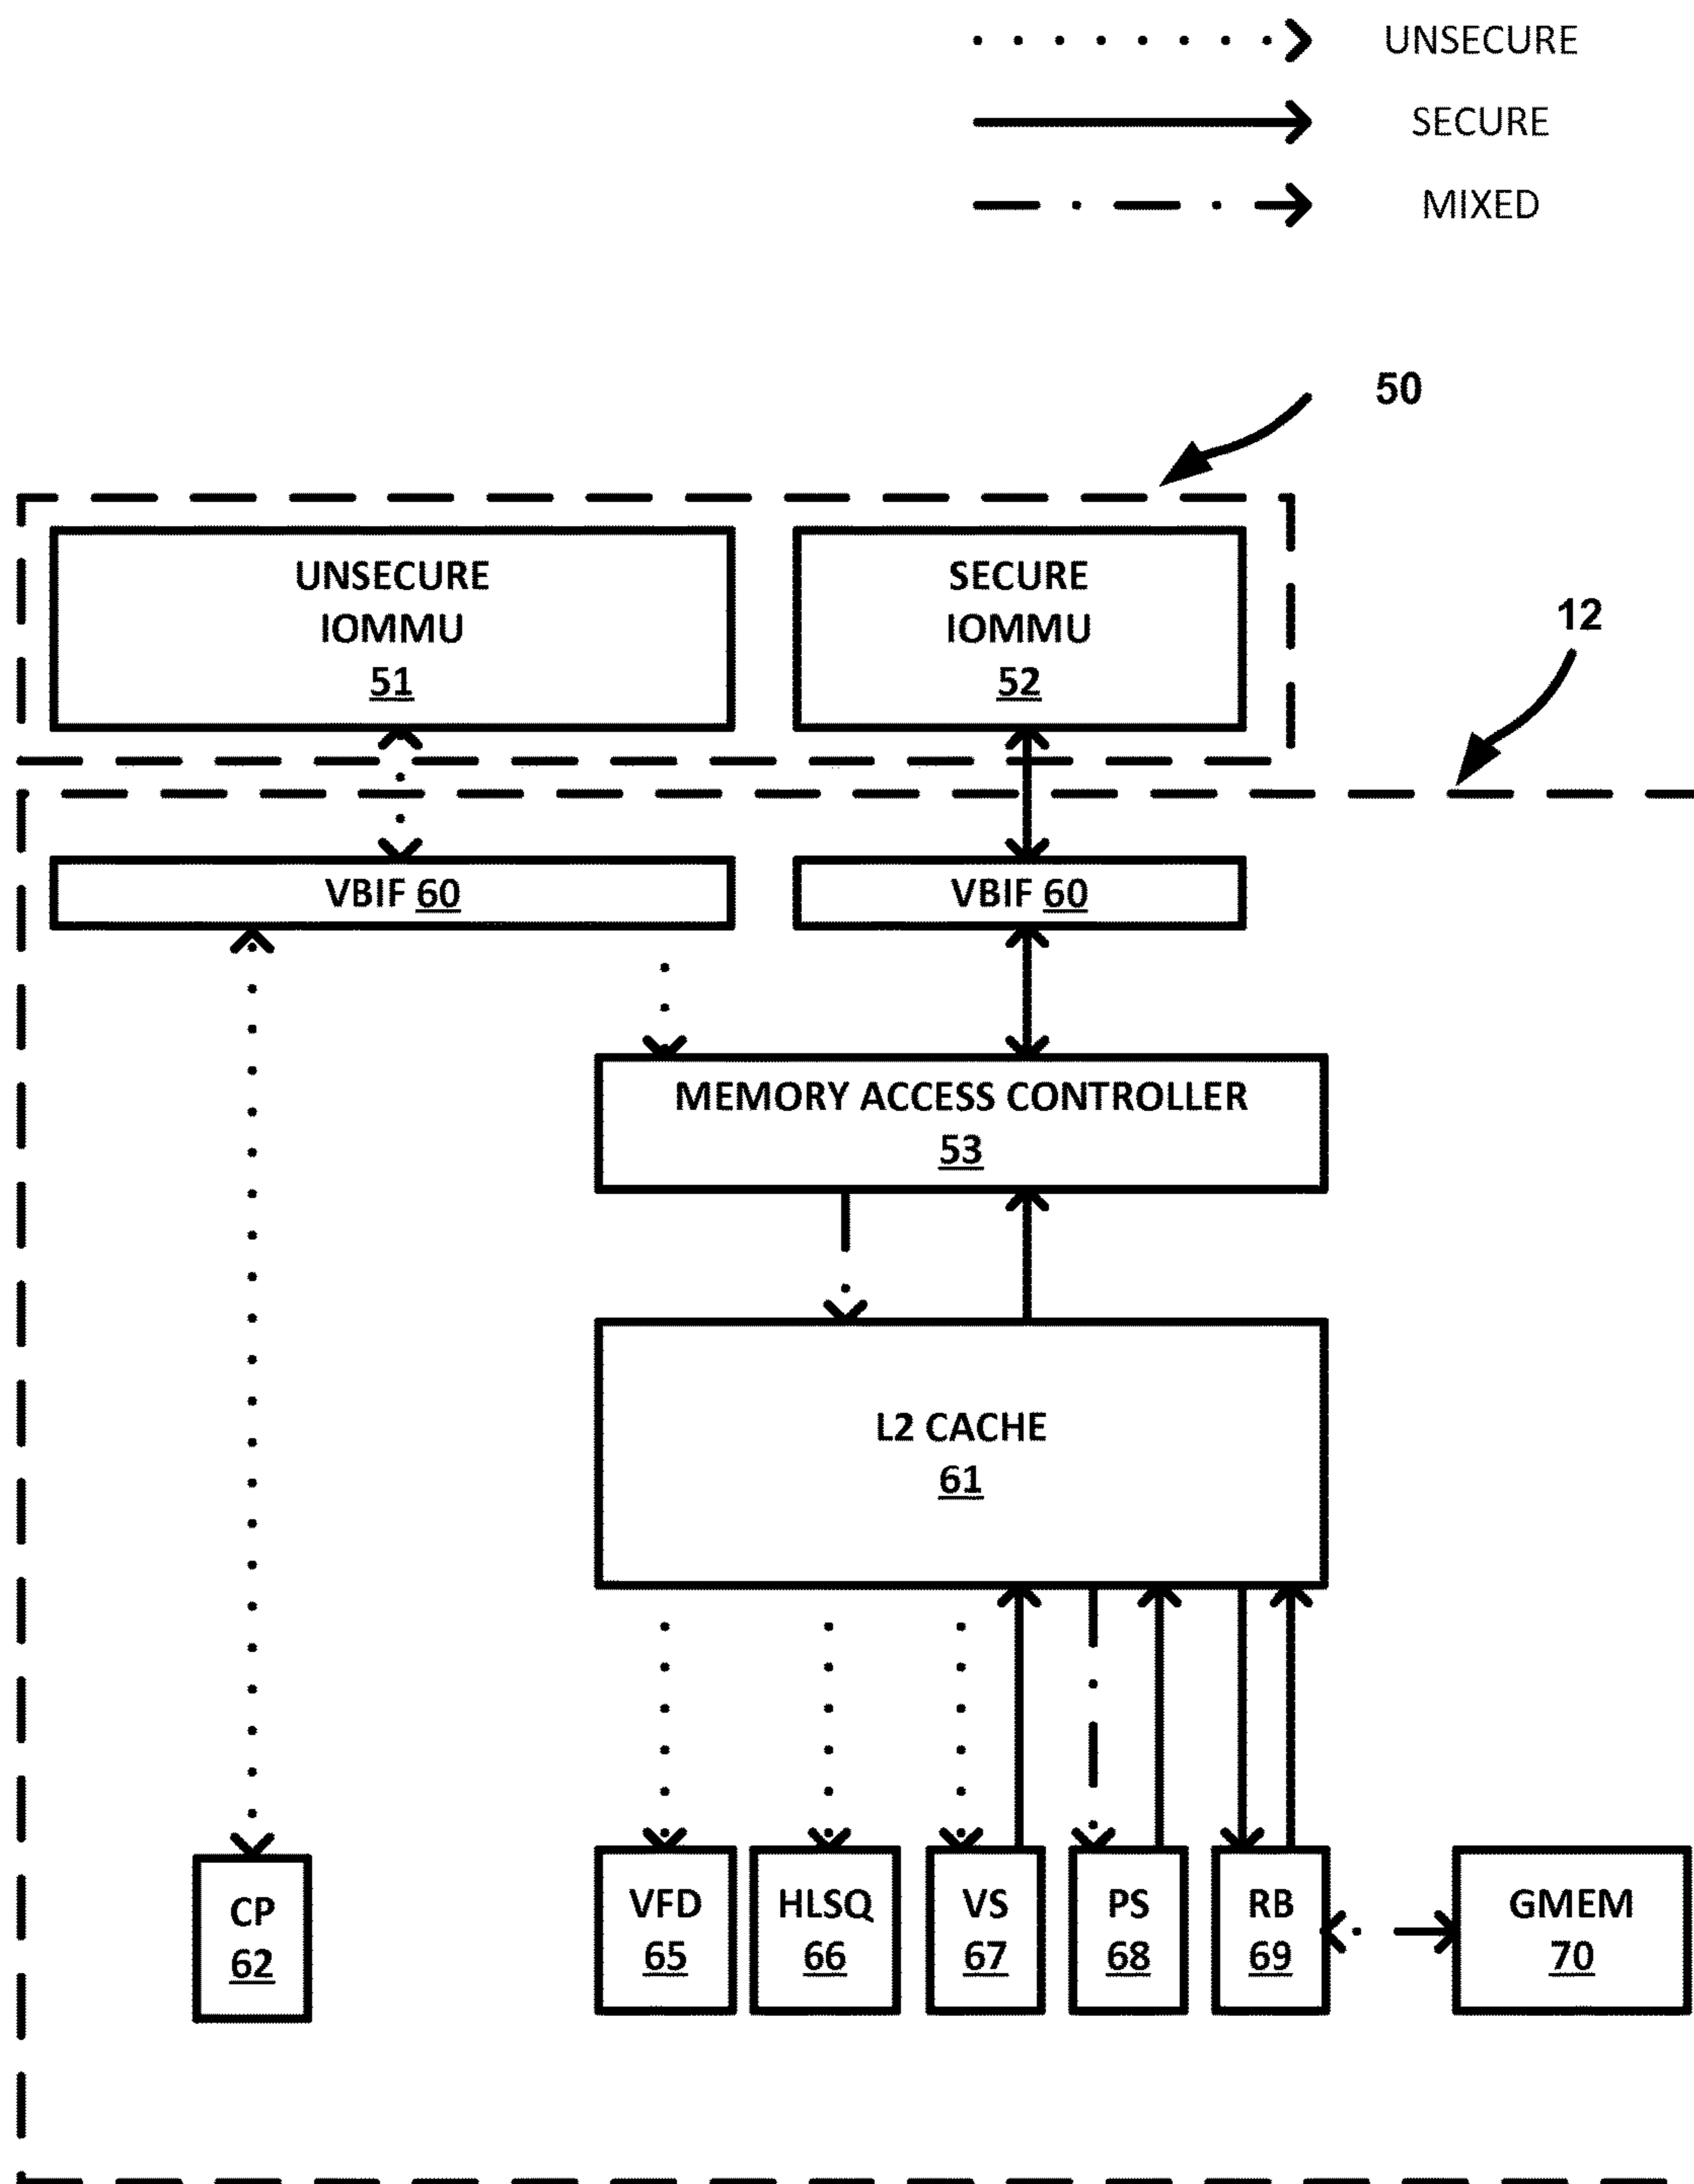 UNSECURE
SECURE
MIXED
50
UNSECURE
IOMMU
51
SECURE
IOMMU
52
12
VBIF 60
VBIF 60
MEMORY ACCESS CONTROLLER
53
L2 CACHE
61
CP
62
VFD
65
HLSQ
66
VS
67
PS
68
RB
69
GMEM
70